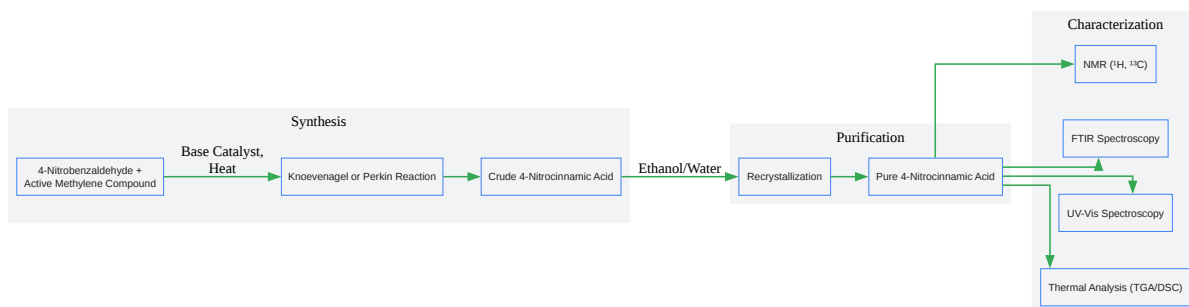 Characterization
NMR (¹H, ¹³C)
Synthesis
Purification
FTIR Spectroscopy
4-Nitrobenzaldehyde +
Active Methylene Compound
Base Catalyst,
Heat
Knoevenagel or Perkin Reaction
Crude 4-Nitrocinnamic Acid
Ethanol/Water
Recrystallization
Pure 4-Nitrocinnamic Acid
UV-Vis Spectroscopy
Thermal Analysis (TGA/DSC)